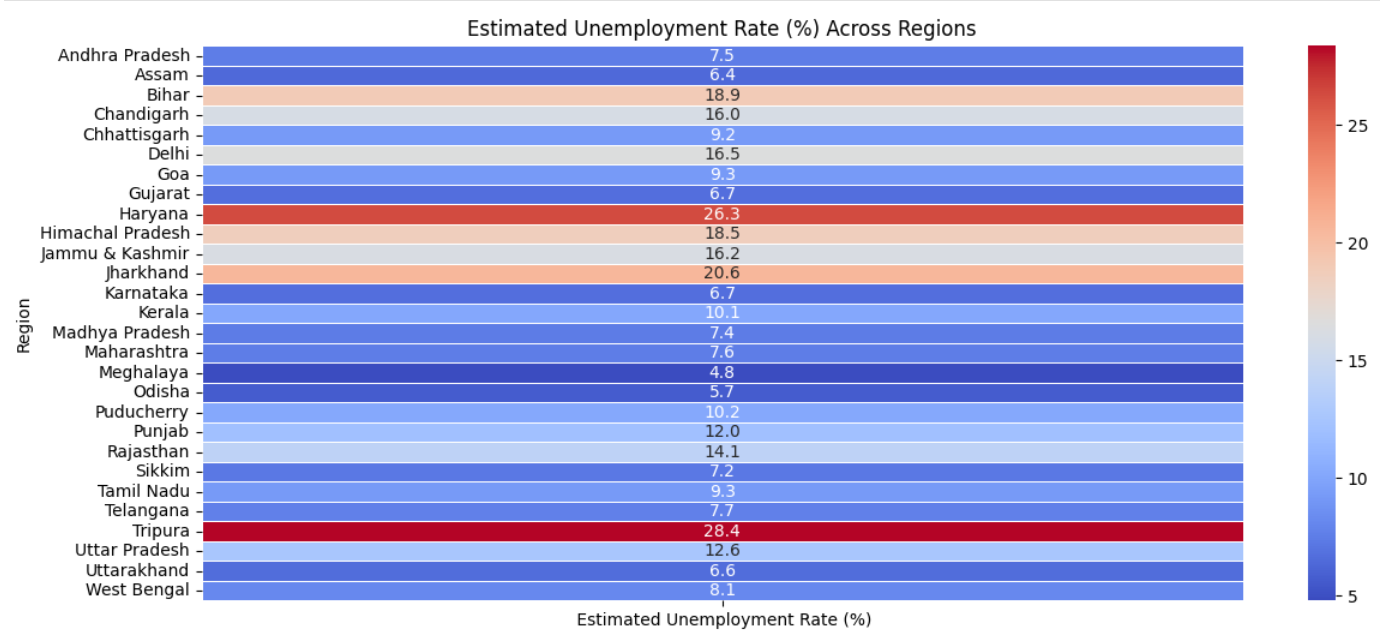 Estimated Unemployment Rate (%) Across Regions
Andhra Pradesh 7.5
Assam 6.4
Bihar 18.9
Chandigarh 16.0
Chhattisgarh 9.2
Delhi 16.5
Goa 9.3
Gujarat 6.7
Haryana 26.3
Himachal Pradesh 18.5
Jammu & Kashmir 16.2
Jharkhand 20.6
Karnataka 6.7
Kerala 10.1
Madhya Pradesh 7.4
Maharashtra 7.6
Meghalaya 4.8
Odisha 5.7
Puducherry 10.2
Punjab 12.0
Rajasthan 14.1
Sikkim 7.2
Tamil Nadu 9.3
Telangana 7.7
Tripura 28.4
Uttar Pradesh 12.6
Uttarakhand 6.6
West Bengal 8.1
Region
Estimated Unemployment Rate (%)
25
20
15
10
5